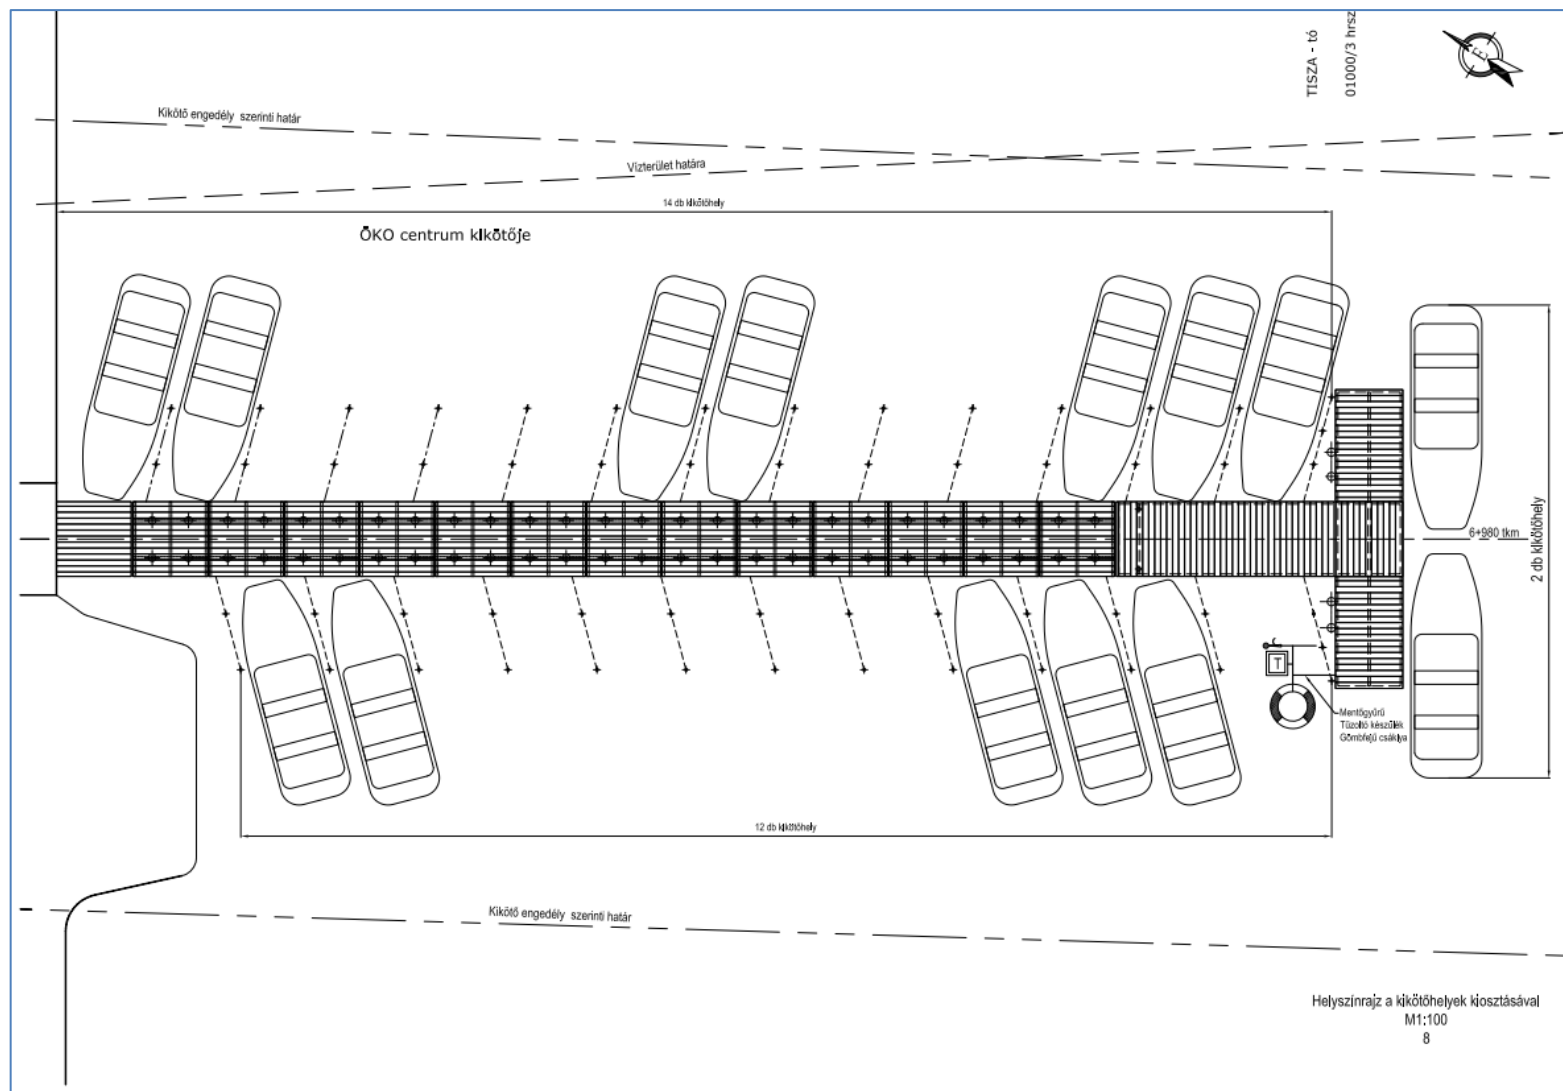 TISZA - tó
01000/3 hrsz
É
Kikötő engedély szerinti határ
Vízterület határa
14 db kikötőhely
ÖKO centrum kikötője
6+980 tkm
2 db kikötőhely
T
Mentőgyűrű
Tűzoltó készülék
Gömbfejű csáklya
12 db kikötőhely
Kikötő engedély szerinti határ
Helyszínrajz a kikötőhelyek kiosztásával
M1:100
8